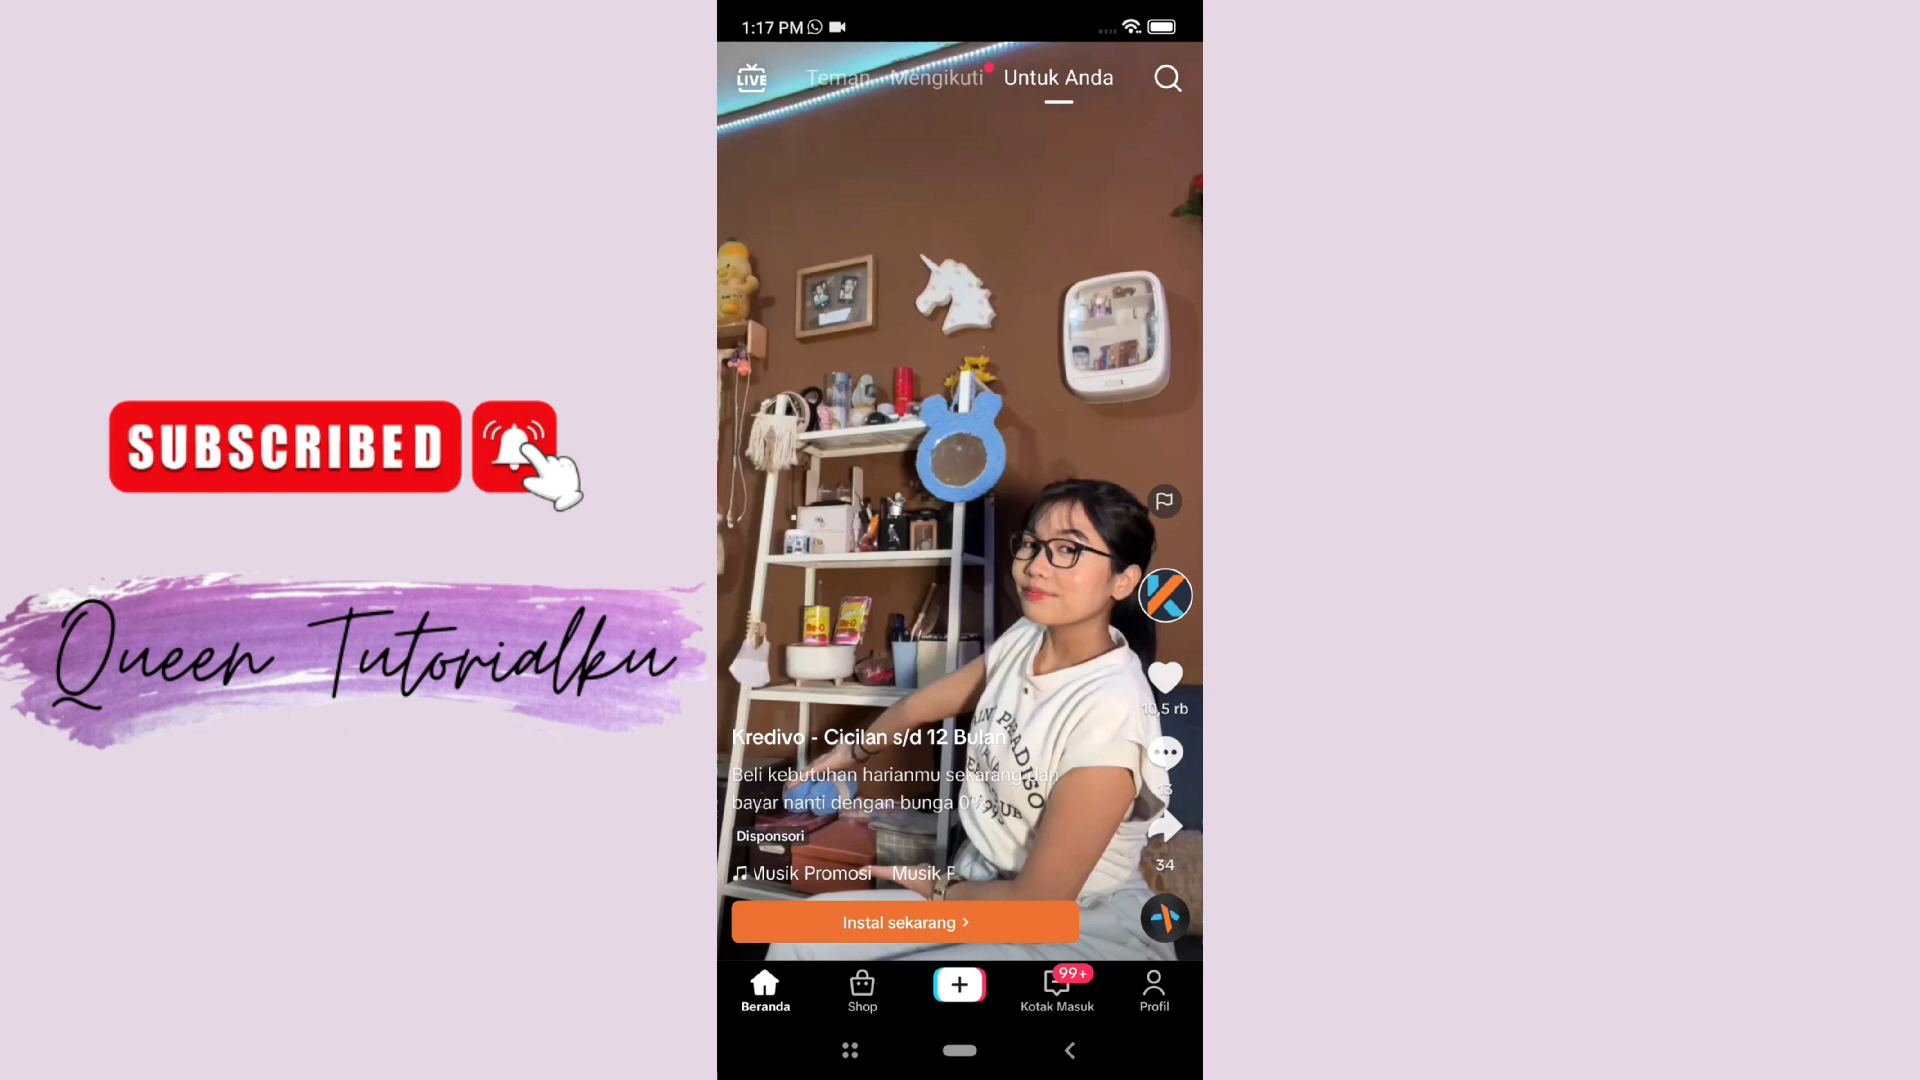 1:17 PM
LIVE
Teman
Mengikuti
Untuk Anda
SUBSCRIBED
Queen Tutorialku
10,5 rb
Kredivo - Cicilan s/d 12 Bulan
Beli kebutuhan harianmu sekarang dan
bayar nanti dengan bunga 0%
13
Disponsori
34
Musik Promosi Musik P
Instal sekarang >
99+
Beranda
Shop
Kotak Masuk
Profil